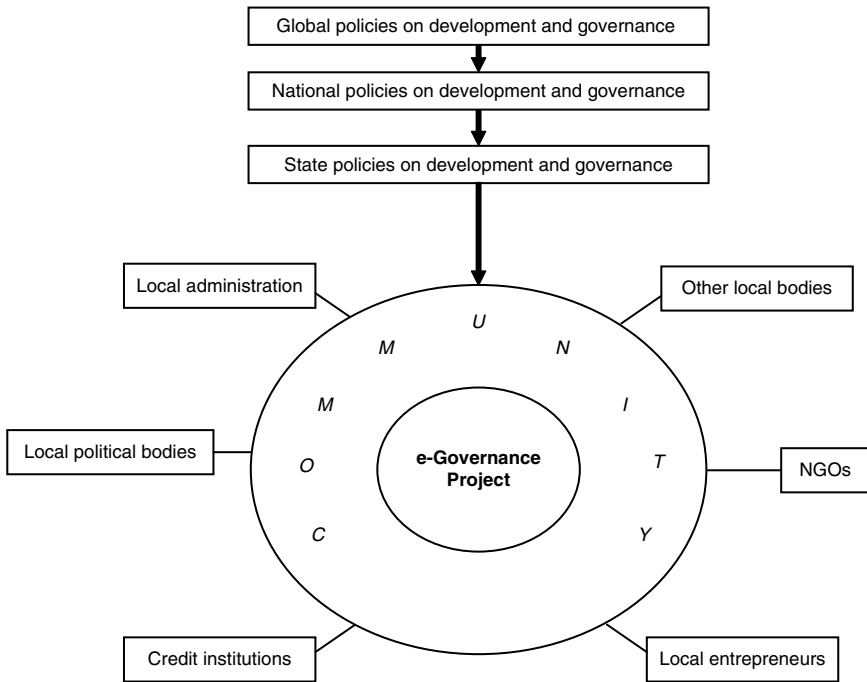 Global policies on development and governance
National policies on development and governance
State policies on development and governance
Local administration
Other local bodies
C O M M U N I T Y
Local political bodies
e-Governance
Project
NGOs
Credit institutions
Local entrepreneurs